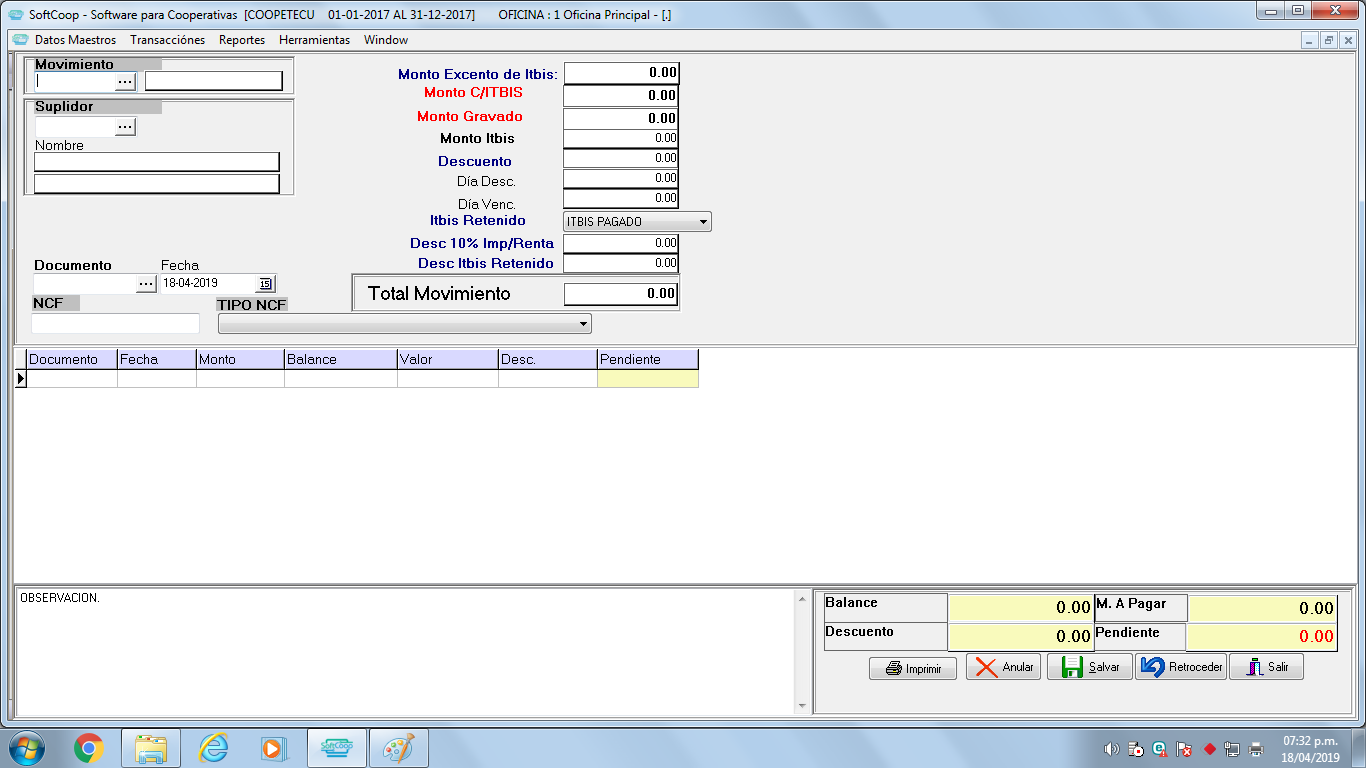 SoftCoop - Software para Cooperativas [COOPETECU 01-01-2017 AL 31-12-2017] OFICINA : 1 Oficina Principal - [.]
Datos Maestros Transacciónes Reportes Herramientas Window
Movimiento
...
Suplidor
...
Nombre
Monto Excento de Itbis: 0.00
Monto C/ITBIS 0.00
Monto Gravado 0.00
Monto Itbis 0.00
Descuento 0.00
Día Desc. 0.00
Día Venc. 0.00
Itbis Retenido ITBIS PAGADO
Desc 10% Imp/Renta 0.00
Desc Itbis Retenido 0.00
Total Movimiento 0.00
Documento Fecha
... 18-04-2019 15
NCF TIPO NCF
Documento Fecha Monto Balance Valor Desc. Pendiente
OBSERVACION.
Balance 0.00 M. A Pagar 0.00
Descuento 0.00 Pendiente 0.00
Imprimir Anular Salvar Retroceder Salir
SoftCoop
07:32 p.m.
18/04/2019